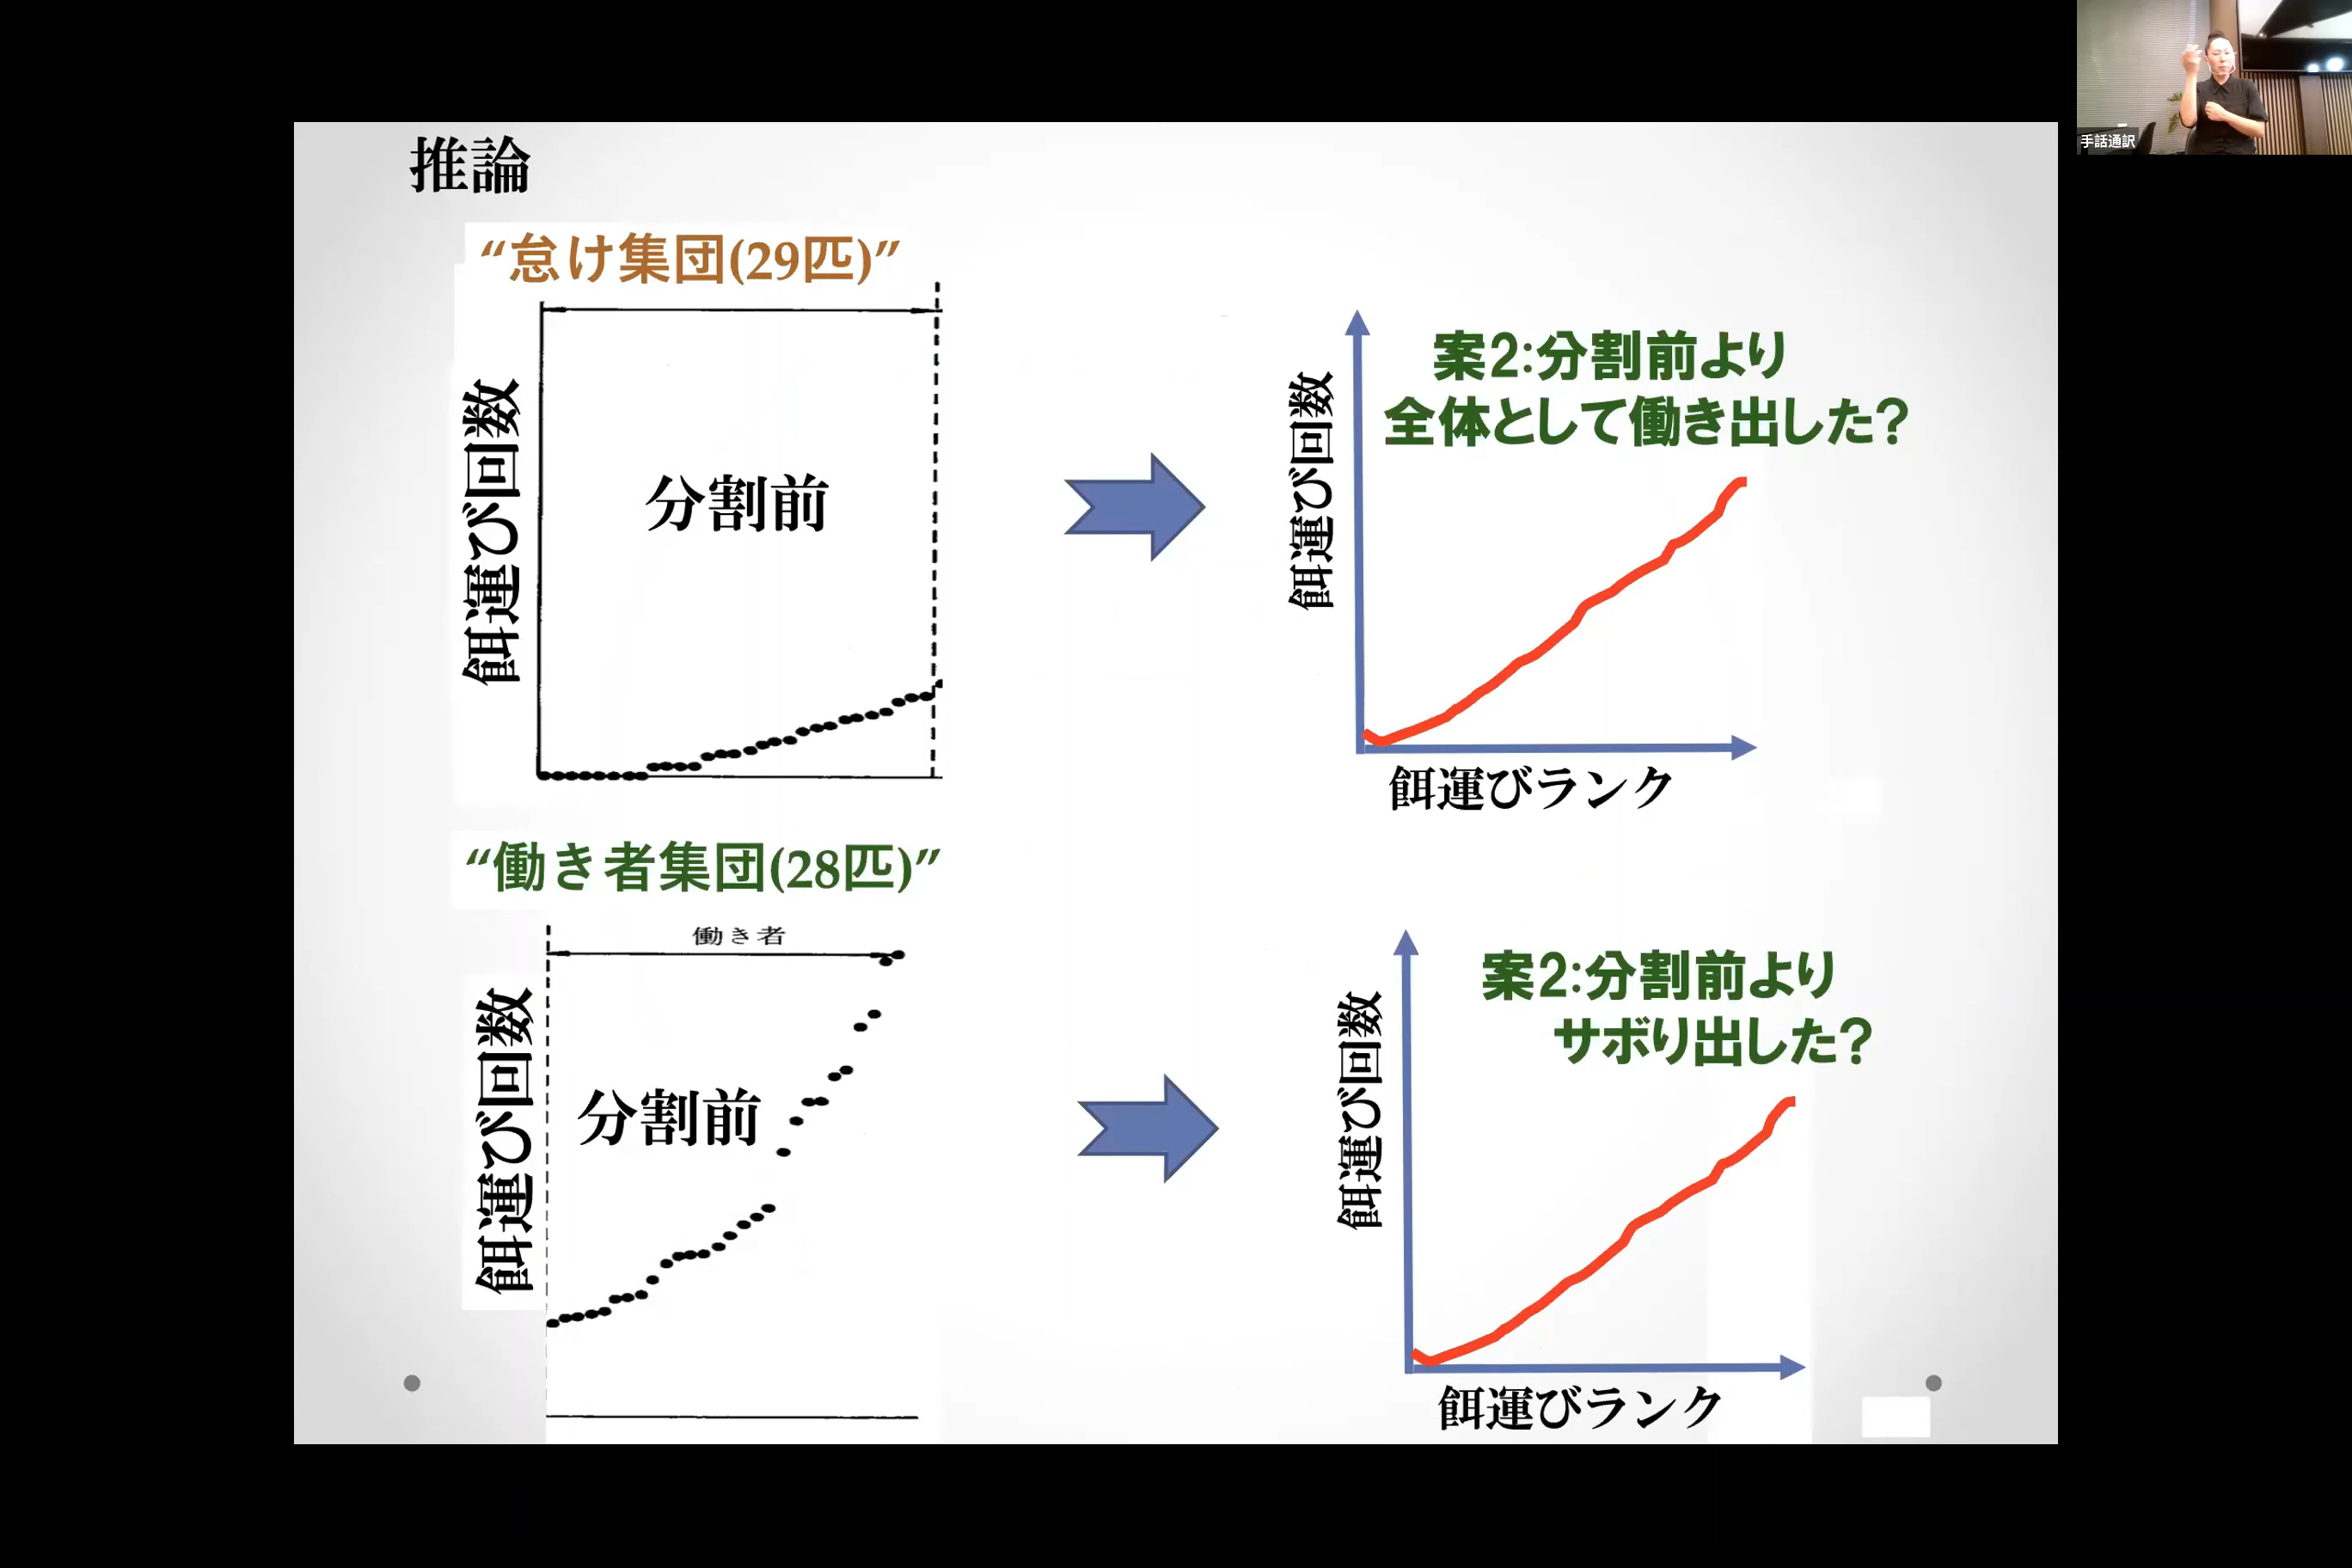 手話通訳
推論
“怠け集団(29匹)”
餌運び回数
分割前
餌運び回数
案2:分割前より
全体として働き出した?
餌運びランク
“働き者集団(28匹)”
働き者
餌運び回数
分割前
餌運び回数
案2:分割前より
サボり出した?
餌運びランク